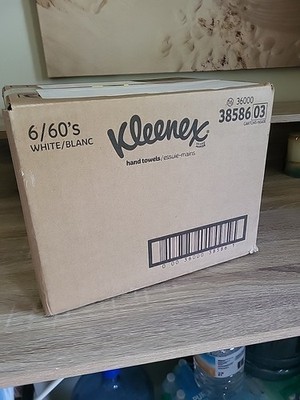 36000
38586 03
6/60's
WHITE/BLANC
Kleenex
hand towels / essuie-mains